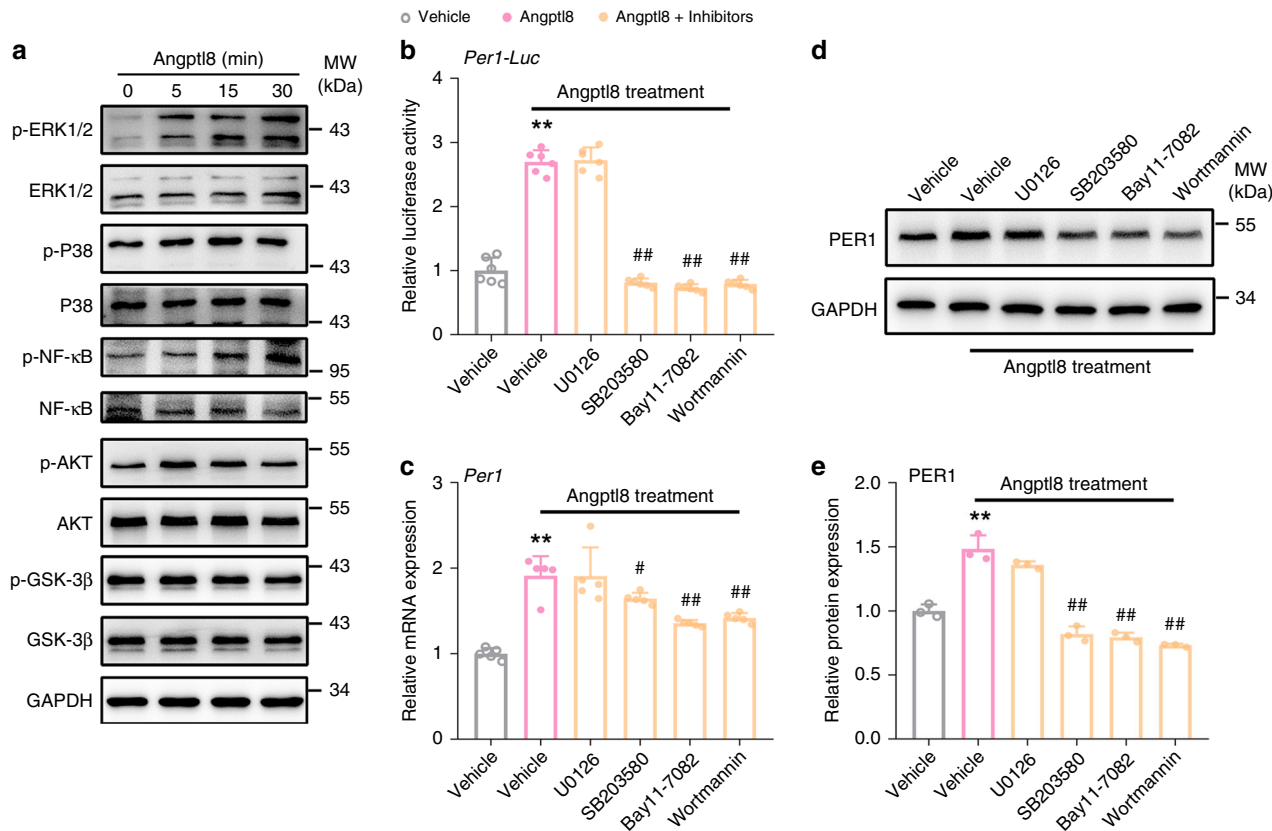 Vehicle Angptl8 Angptl8 + Inhibitors
a
Angptl8 (min)
MW
(kDa)
0 5 15 30
p-ERK1/2
43
ERK1/2
43
p-P38
43
P38
43
p-NF-κB
95
NF-κB
55
p-AKT
55
AKT
55
p-GSK-3β
43
GSK-3β
43
GAPDH
34
b
Per1-Luc
Angptl8 treatment
Relative luciferase activity
4
3
2
1
0
**
##
##
##
Vehicle
Vehicle
U0126
SB203580
Bay11-7082
Wortmannin
c
Per1
Angptl8 treatment
Relative mRNA expression
3
2
1
0
**
#
##
##
Vehicle
Vehicle
U0126
SB203580
Bay11-7082
Wortmannin
d
Vehicle
Vehicle
U0126
SB203580
Bay11-7082
Wortmannin
MW
(kDa)
PER1
55
GAPDH
34
Angptl8 treatment
e
PER1
Angptl8 treatment
Relative protein expression
2.0
1.5
1.0
0.5
0.0
**
##
##
##
Vehicle
Vehicle
U0126
SB203580
Bay11-7082
Wortmannin